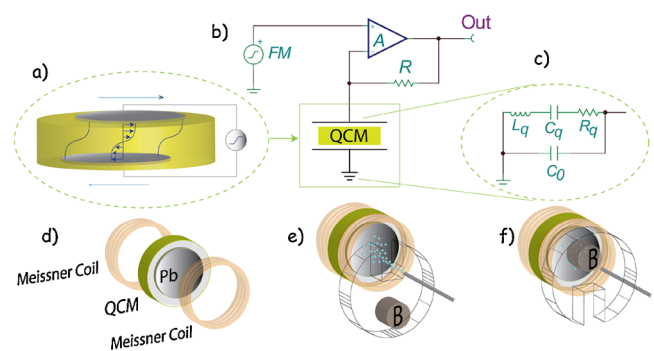 a)
b)
FM
+
+
-
A
Out
R
QCM
c)
Lq
Cq
Rq
C0
d)
Meissner Coil
QCM
Pb
Meissner Coil
e)
B
f)
B